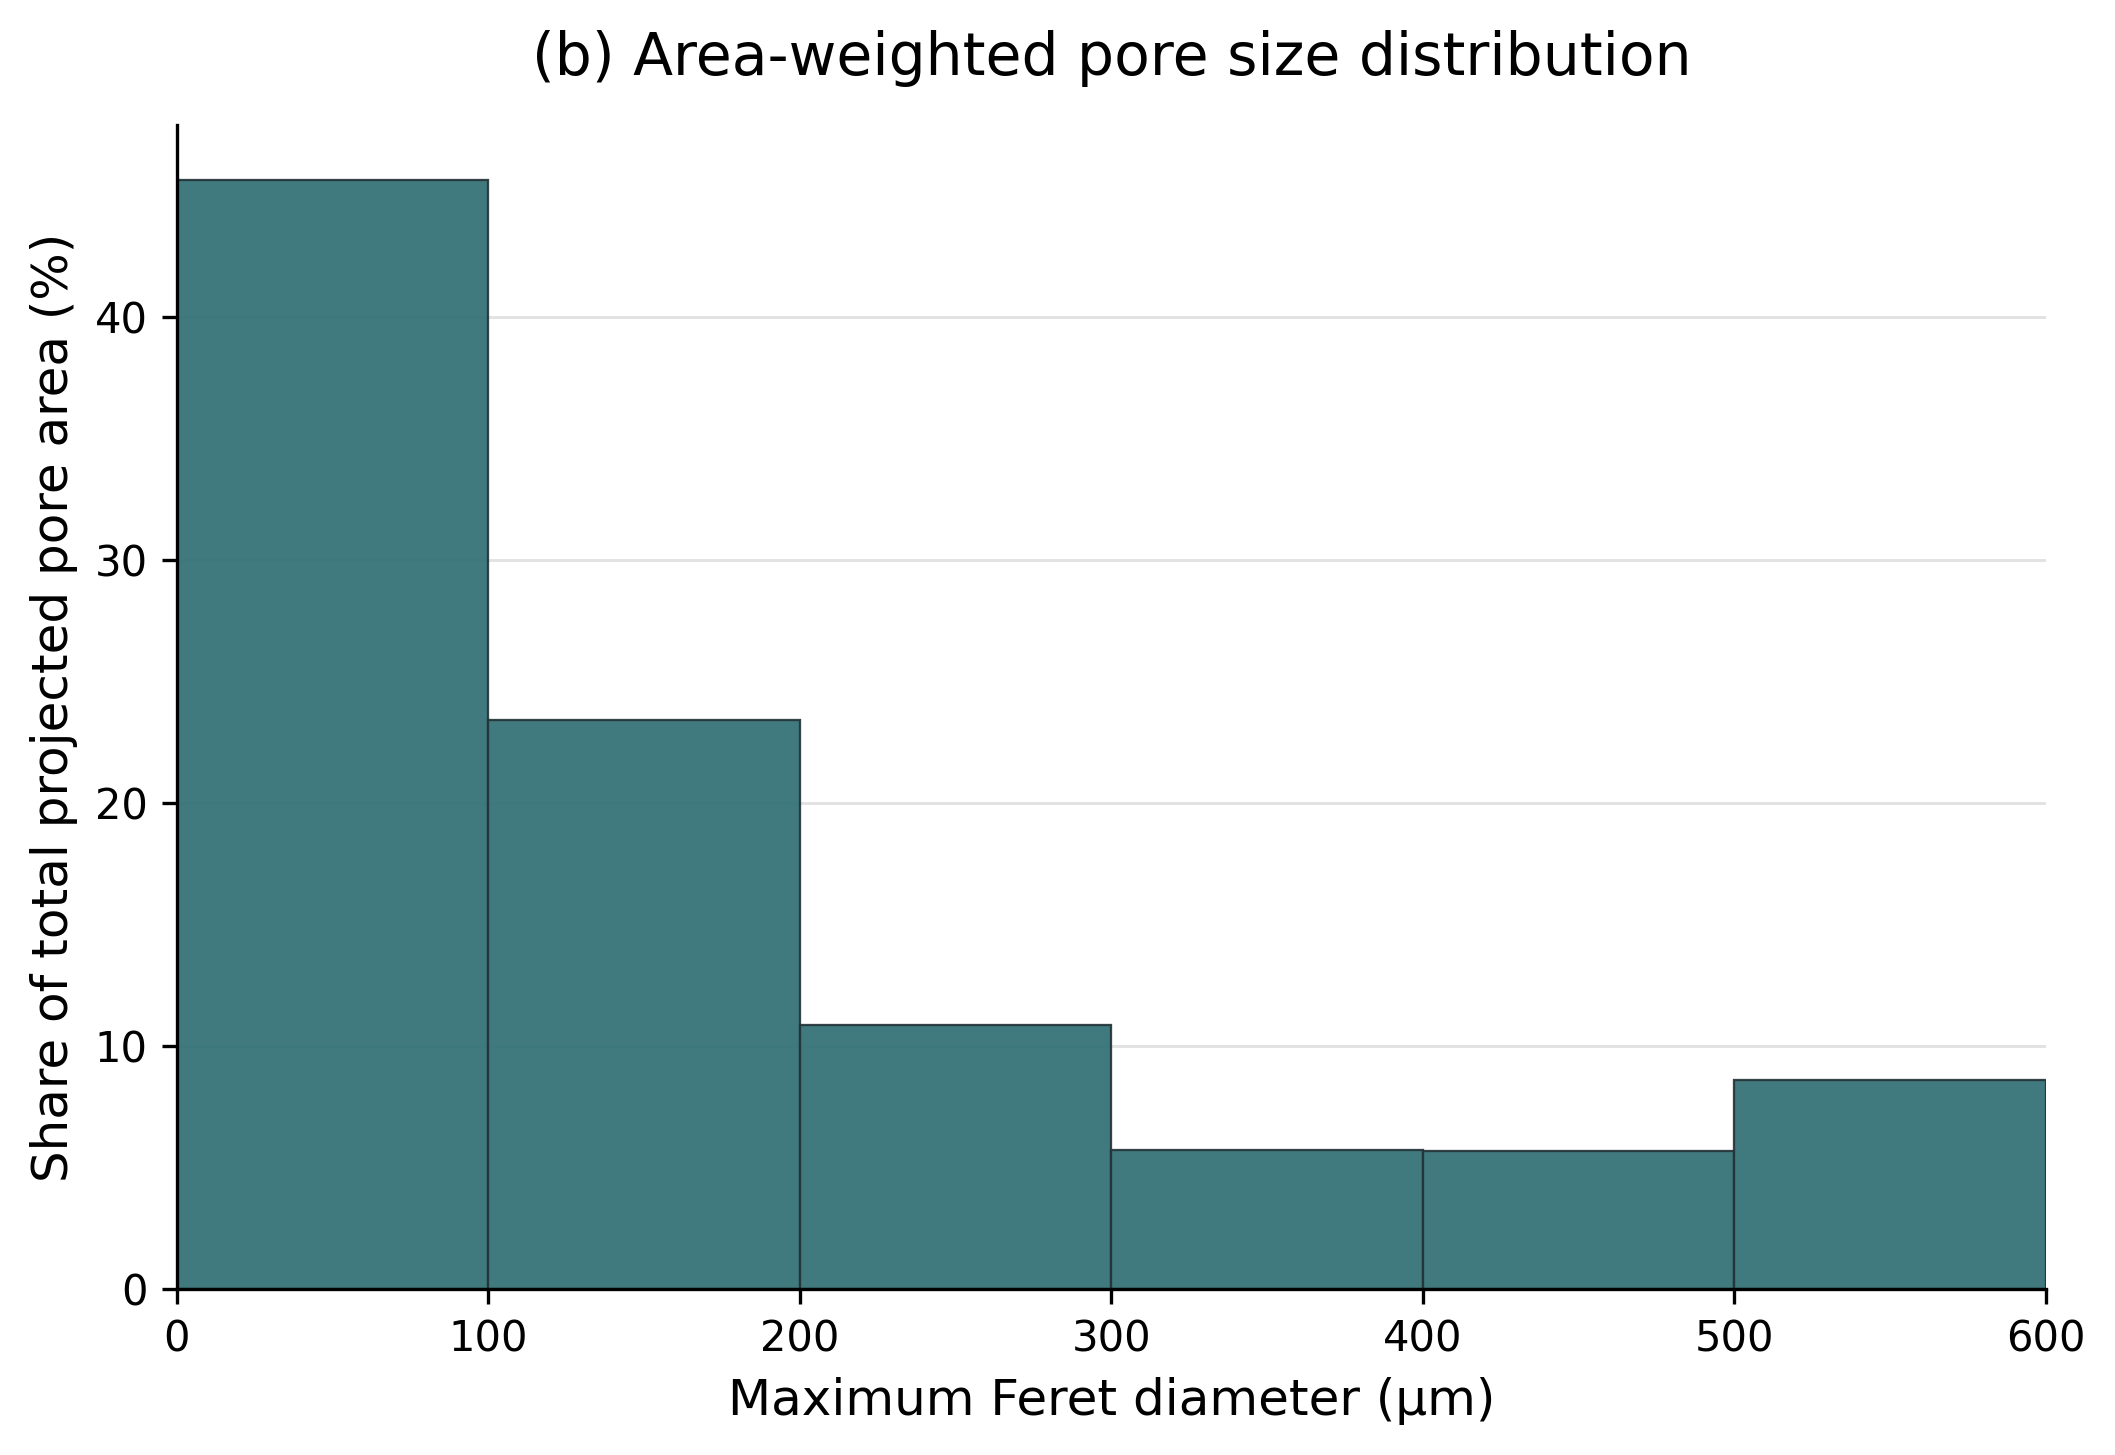 (b) Area-weighted pore size distribution
Share of total projected pore area (%)
40
30
20
10
0
0 100 200 300 400 500 600
Maximum Feret diameter (µm)